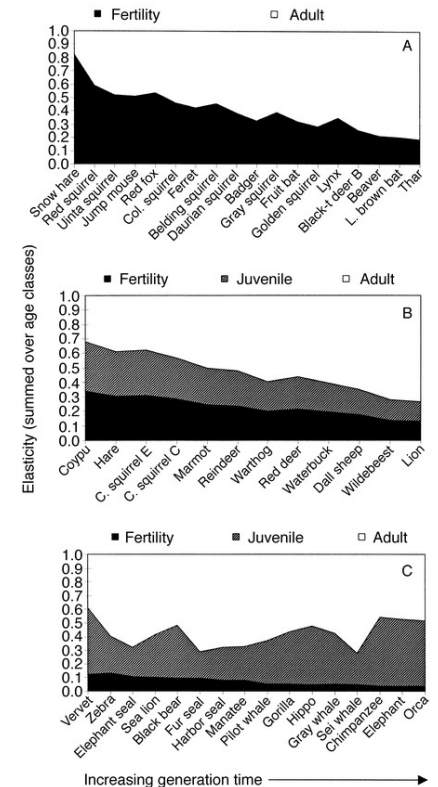 Fertility Adult
A
1.0
0.9
0.8
0.7
0.6
0.5
0.4
0.3
0.2
0.1
0.0
Snow hare
Red squirrel
Uinta squirrel
Jump mouse
Red fox
Col. squirrel
Ferret
Belding squirrel
Daurian squirrel
Badger
Gray squirrel
Fruit bat
Golden squirrel
Lynx
Black-t deer B
Beaver
L. brown bat
Thar
Elasticity (summed over age classes)
Fertility Juvenile Adult
B
1.0
0.9
0.8
0.7
0.6
0.5
0.4
0.3
0.2
0.1
0.0
Coypu
Hare
C. squirrel E
C. squirrel C
Marmot
Reindeer
Warthog
Red deer
Waterbuck
Dall sheep
Wildebeest
Lion
Fertility Juvenile Adult
C
1.0
0.9
0.8
0.7
0.6
0.5
0.4
0.3
0.2
0.1
0.0
Vervet
Zebra
Elephant seal
Sea lion
Black bear
Fur seal
Harbor seal
Manatee
Pilot whale
Gorilla
Hippo
Gray whale
Sei whale
Chimpanzee
Elephant
Orca
Increasing generation time